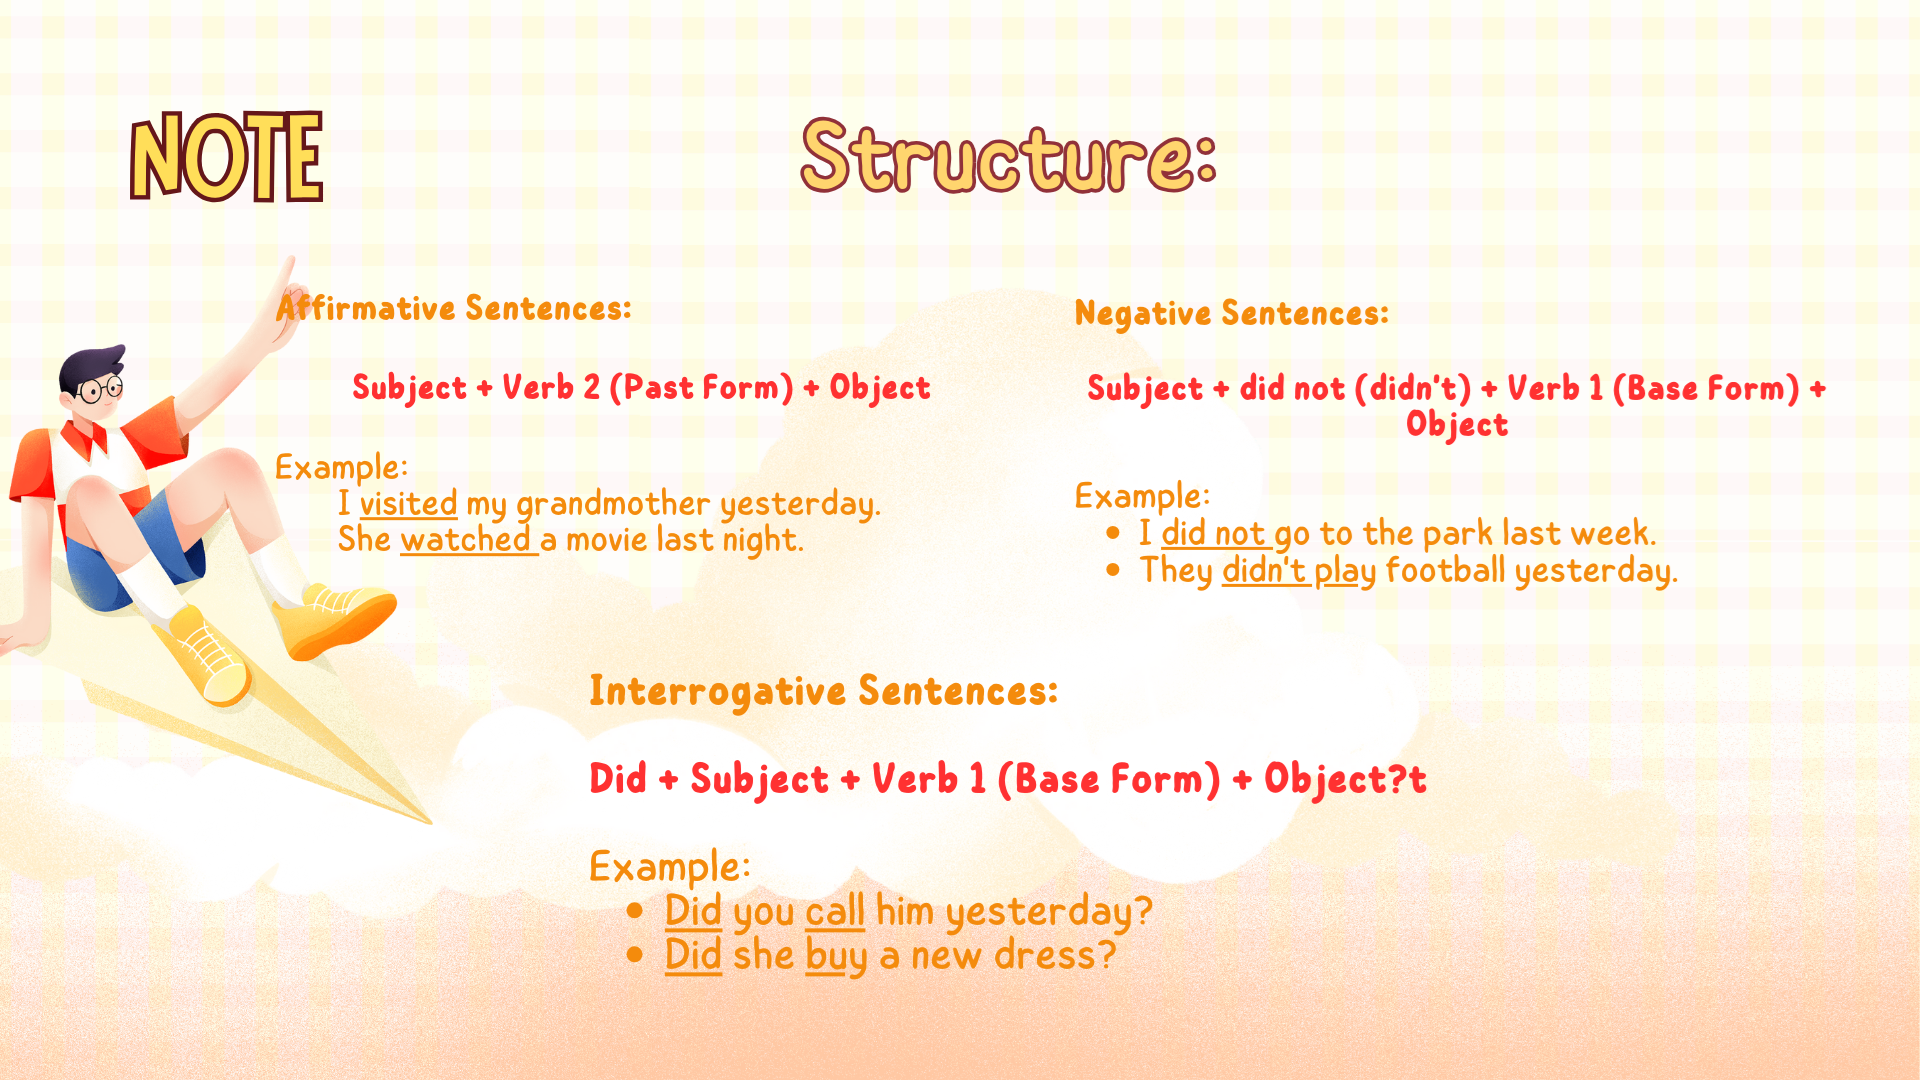 NOTE
Structure:
Affirmative Sentences:
Subject + Verb 2 (Past Form) + Object
Example:
I visited my grandmother yesterday.
She watched a movie last night.
Negative Sentences:
Subject + did not (didn't) + Verb 1 (Base Form) +
Object
Example:
• I did not go to the park last week.
• They didn't play football yesterday.
Interrogative Sentences:
Did + Subject + Verb 1 (Base Form) + Object?t
Example:
• Did you call him yesterday?
• Did she buy a new dress?